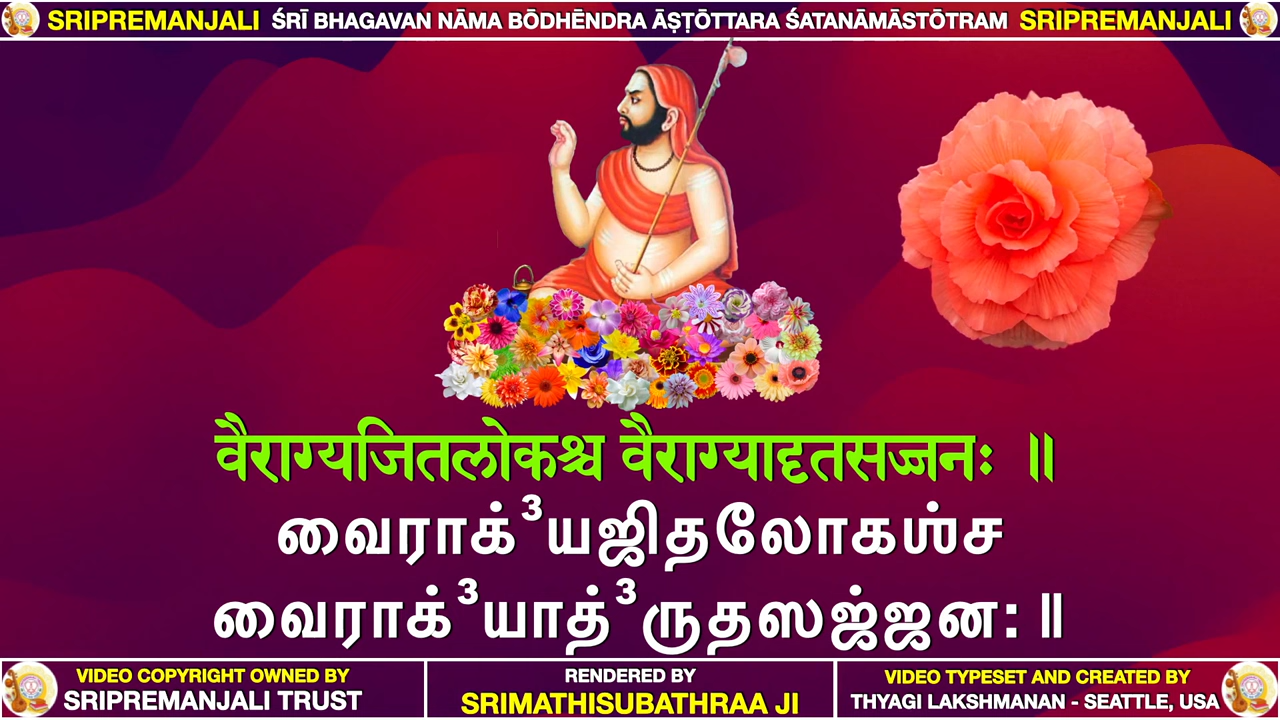 SRIPREMANJALI ŚRĪ BHAGAVAN NĀMA BŌDHĒNDRA ĀṢṬŌTTARA ŚATANĀMĀSTŌTRAM SRIPREMANJALI
वैराग्यजितलोकश्च वैराग्यादृतसज्जनः ॥
வைராக்³யஜிதலோகஶ்ச
வைராக்³யாத்³ருதஸஜ்ஜன: ॥
VIDEO COPYRIGHT OWNED BY
SRIPREMANJALI TRUST
RENDERED BY
SRIMATHISUBATHRAA JI
VIDEO TYPESET AND CREATED BY
THYAGI LAKSHMANAN - SEATTLE, USA